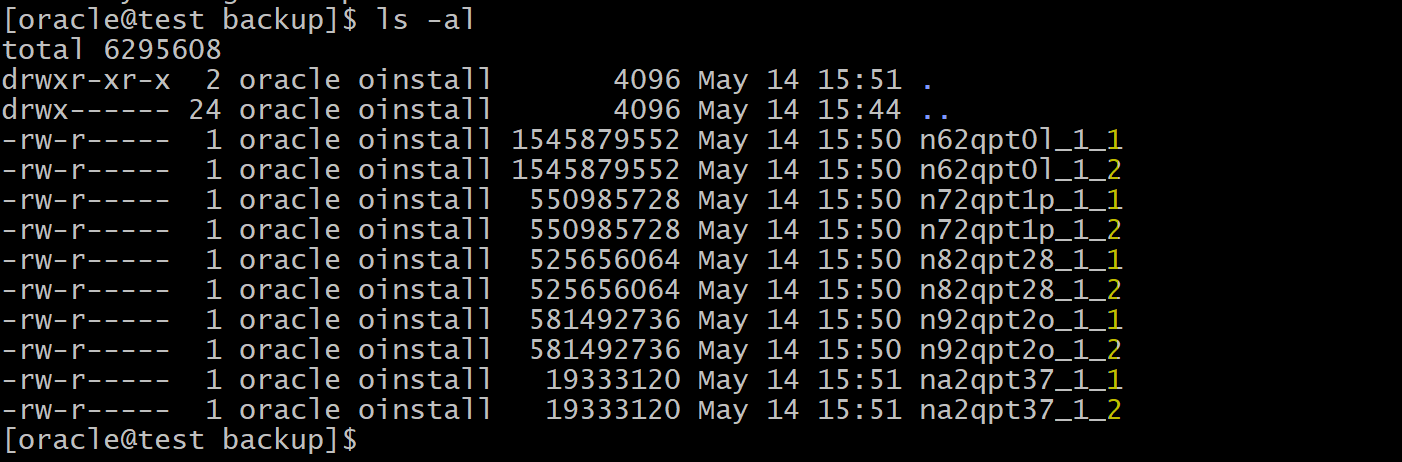 [oracle@test backup]$ ls -al
total 6295608
drwxr-xr-x  2 oracle oinstall       4096 May 14 15:51 .
drwx------ 24 oracle oinstall       4096 May 14 15:44 ..
-rw-r-----  1 oracle oinstall 1545879552 May 14 15:50 n62qpt0l_1_1
-rw-r-----  1 oracle oinstall 1545879552 May 14 15:50 n62qpt0l_1_2
-rw-r-----  1 oracle oinstall  550985728 May 14 15:50 n72qpt1p_1_1
-rw-r-----  1 oracle oinstall  550985728 May 14 15:50 n72qpt1p_1_2
-rw-r-----  1 oracle oinstall  525656064 May 14 15:50 n82qpt28_1_1
-rw-r-----  1 oracle oinstall  525656064 May 14 15:50 n82qpt28_1_2
-rw-r-----  1 oracle oinstall  581492736 May 14 15:50 n92qpt2o_1_1
-rw-r-----  1 oracle oinstall  581492736 May 14 15:50 n92qpt2o_1_2
-rw-r-----  1 oracle oinstall   19333120 May 14 15:51 na2qpt37_1_1
-rw-r-----  1 oracle oinstall   19333120 May 14 15:51 na2qpt37_1_2
[oracle@test backup]$